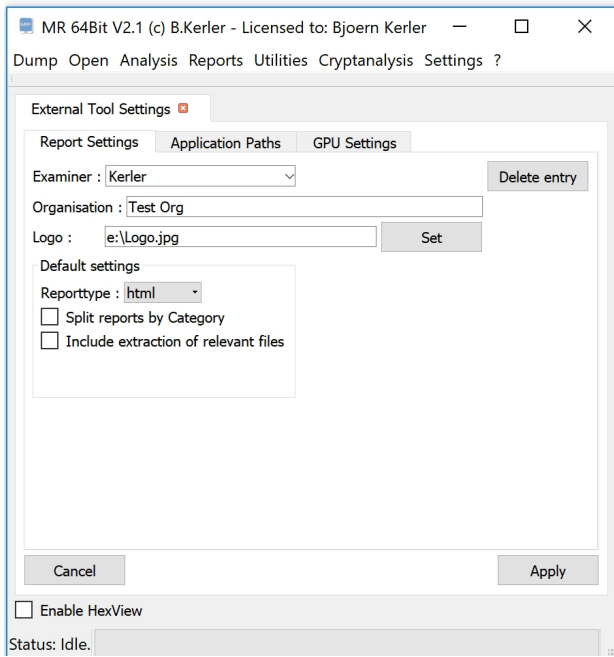 MR 64Bit V2.1 (c) B.Kerler - Licensed to: Bjoern Kerler
Dump Open Analysis Reports Utilities Cryptanalysis Settings ?
External Tool Settings
Report Settings Application Paths GPU Settings
Examiner : Kerler Delete entry
Organisation : Test Org
Logo : e:\Logo.jpg Set
Default settings
Reporttype : html
Split reports by Category
Include extraction of relevant files
Cancel Apply
Enable HexView
Status: Idle.